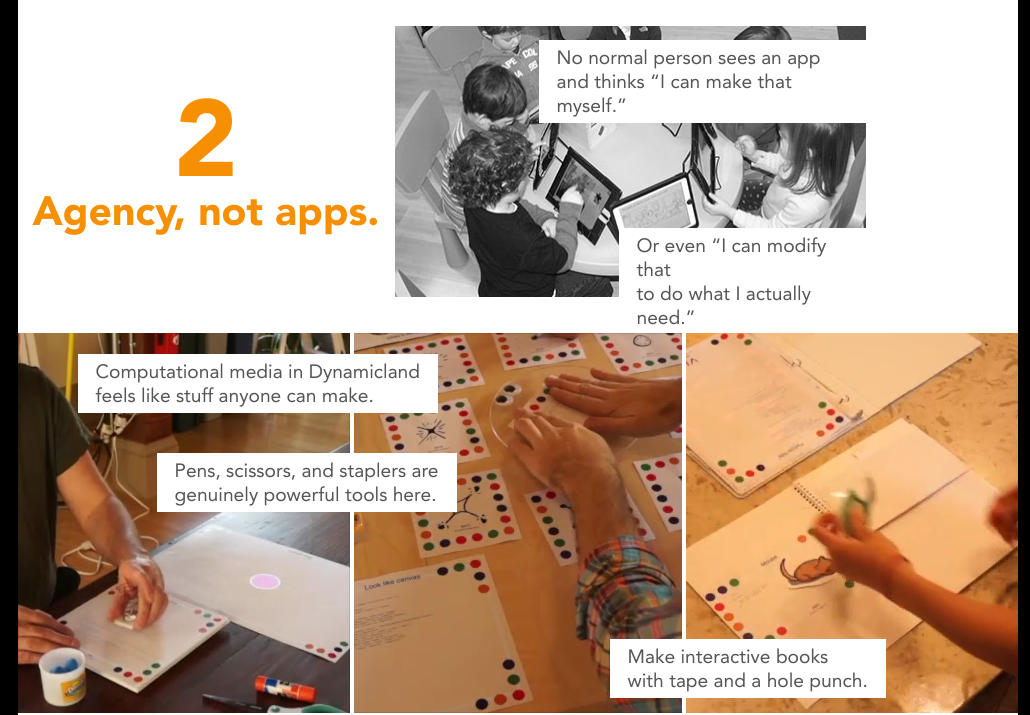 2
Agency, not apps.
No normal person sees an app
and thinks “I can make that
myself.”
Or even “I can modify
that
to do what I actually
need.”
Computational media in Dynamicland
feels like stuff anyone can make.
Pens, scissors, and staplers are
genuinely powerful tools here.
Look like canvas
Mouse
Make interactive books
with tape and a hole punch.